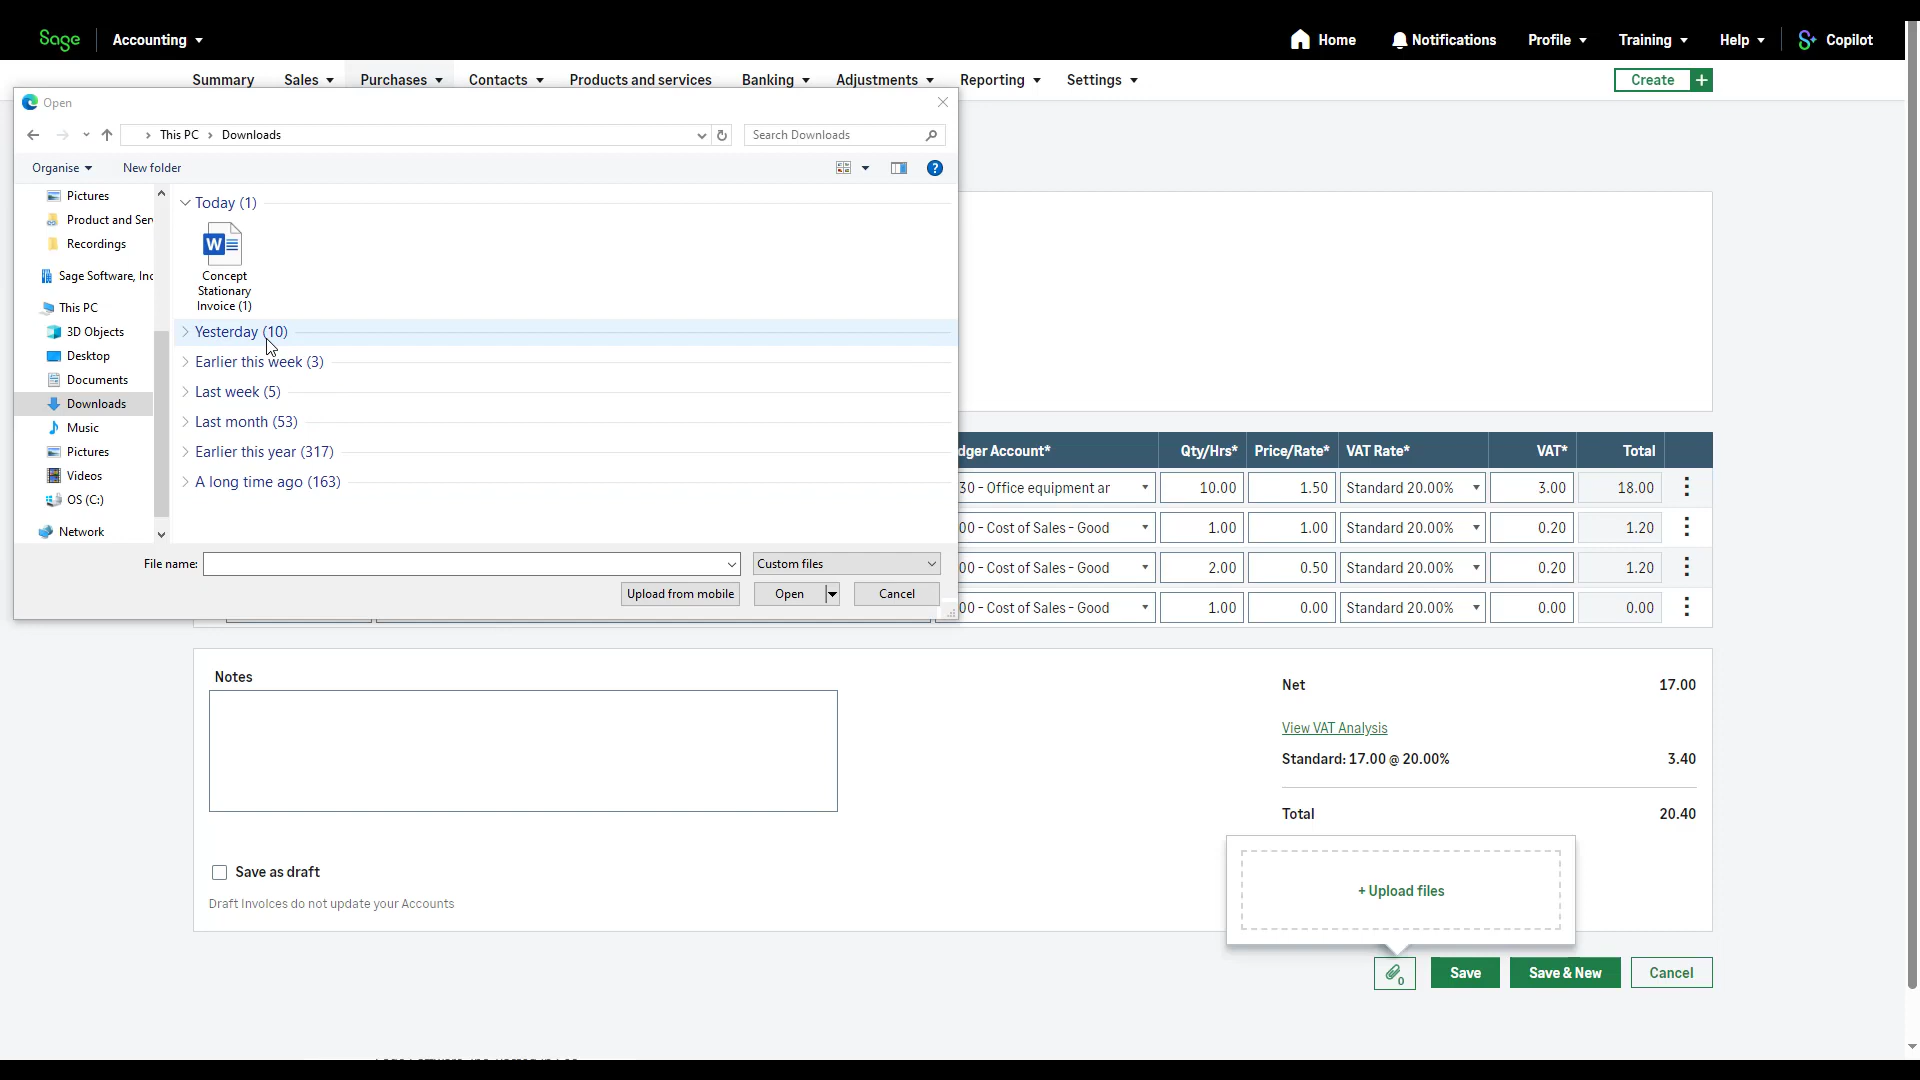 Sage
Accounting
Home
Notifications
Profile
Training
Help
Copilot
Summary
Sales
Purchases
Contacts
Products and services
Banking
Adjustments
Reporting
Settings
Create +
Open
This PC
Downloads
Search Downloads
Organise
New folder
Pictures
Product and Ser
Recordings
Sage Software, Inc
This PC
3D Objects
Desktop
Documents
Downloads
Music
Pictures
Videos
OS (C:)
Network
Today (1)
Concept
Stationary
Invoice (1)
Yesterday (10)
Earlier this week (3)
Last week (5)
Last month (53)
Earlier this year (317)
A long time ago (163)
File name:
Custom files
Upload from mobile
Open
Cancel
dger Account*
Qty/Hrs*
Price/Rate*
VAT Rate*
VAT*
Total
30 - Office equipment ar
10.00
1.50
Standard 20.00%
3.00
18.00
00 - Cost of Sales - Good
1.00
1.00
Standard 20.00%
0.20
1.20
00 - Cost of Sales - Good
2.00
0.50
Standard 20.00%
0.20
1.20
00 - Cost of Sales - Good
1.00
0.00
Standard 20.00%
0.00
0.00
Notes
Net
17.00
View VAT Analysis
Standard: 17.00 @ 20.00%
3.40
Total
20.40
Save as draft
Draft Invoices do not update your Accounts
+ Upload files
0
Save
Save & New
Cancel